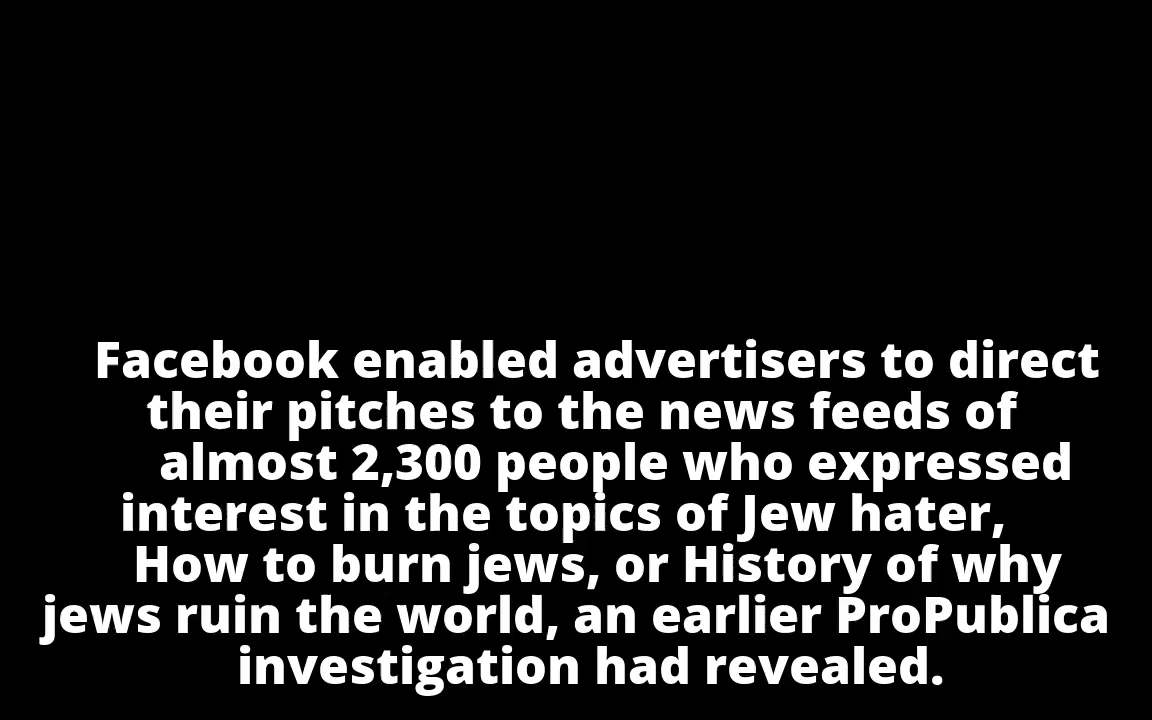 Facebook enabled advertisers to direct
their pitches to the news feeds of
almost 2,300 people who expressed
interest in the topics of Jew hater,
How to burn jews, or History of why
jews ruin the world, an earlier ProPublica
investigation had revealed.